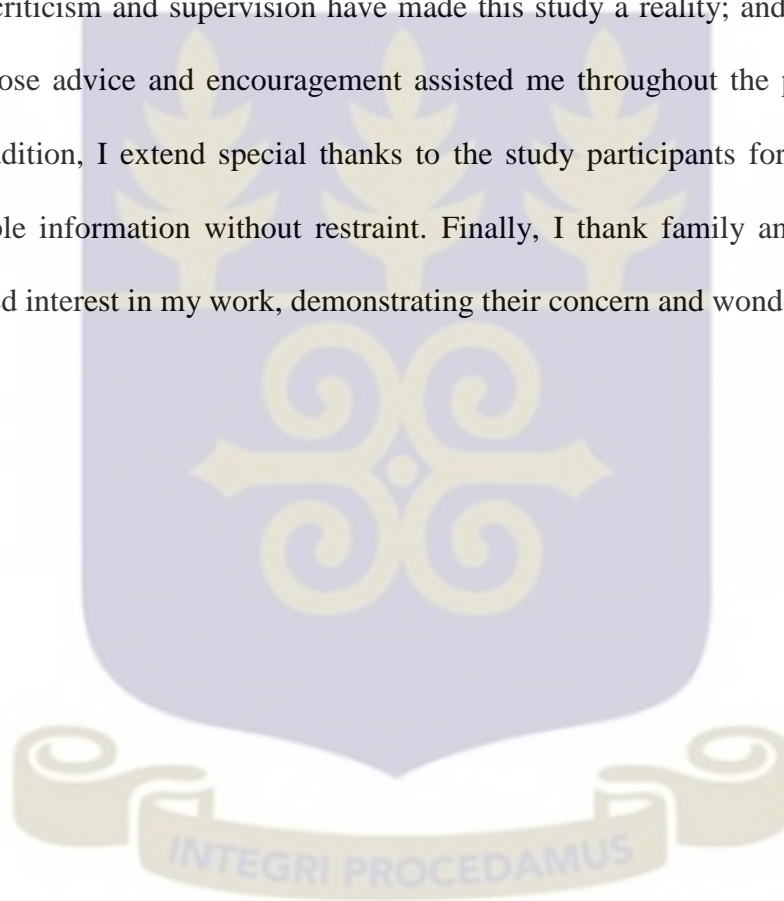 criticism and supervision have made this study a reality; and
ose advice and encouragement assisted me throughout the p
dition, I extend special thanks to the study participants for
le information without restraint. Finally, I thank family an
d interest in my work, demonstrating their concern and wond
INTEGRI PROCEDAMUS